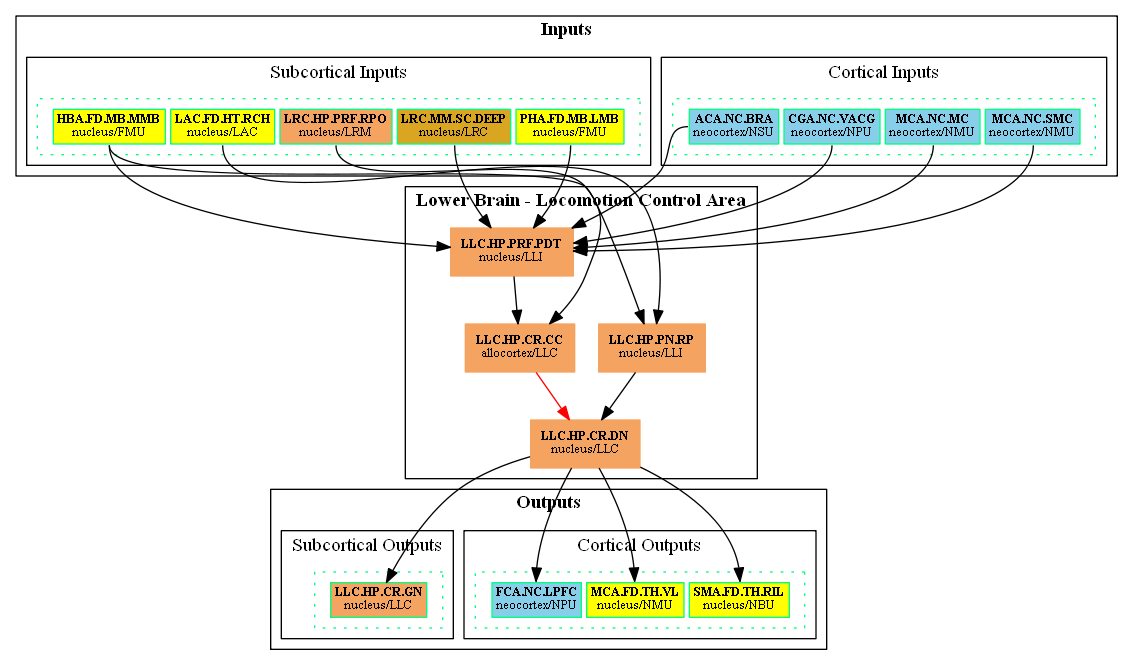 Inputs
Subcortical Inputs
Cortical Inputs
HBA.FD.MB.MMB
nucleus/FMU
LAC.FD.HT.RCH
nucleus/LAC
LRC.HP.PRF.RPO
nucleus/LRM
LRC.MM.SC.DEEP
nucleus/LRC
PHA.FD.MB.LMB
nucleus/FMU
ACA.NC.BRA
neocortex/NSU
CGA.NC.VACG
neocortex/NPU
MCA.NC.MC
neocortex/NMU
MCA.NC.SMC
neocortex/NMU
Lower Brain - Locomotion Control Area
LLC.HP.PRF.PDT
nucleus/LLI
LLC.HP.CR.CC
allocortex/LLC
LLC.HP.PN.RP
nucleus/LLI
LLC.HP.CR.DN
nucleus/LLC
Outputs
Subcortical Outputs
Cortical Outputs
LLC.HP.CR.GN
nucleus/LLC
FCA.NC.LPFC
neocortex/NPU
MCA.FD.TH.VL
nucleus/NMU
SMA.FD.TH.RIL
nucleus/NBU